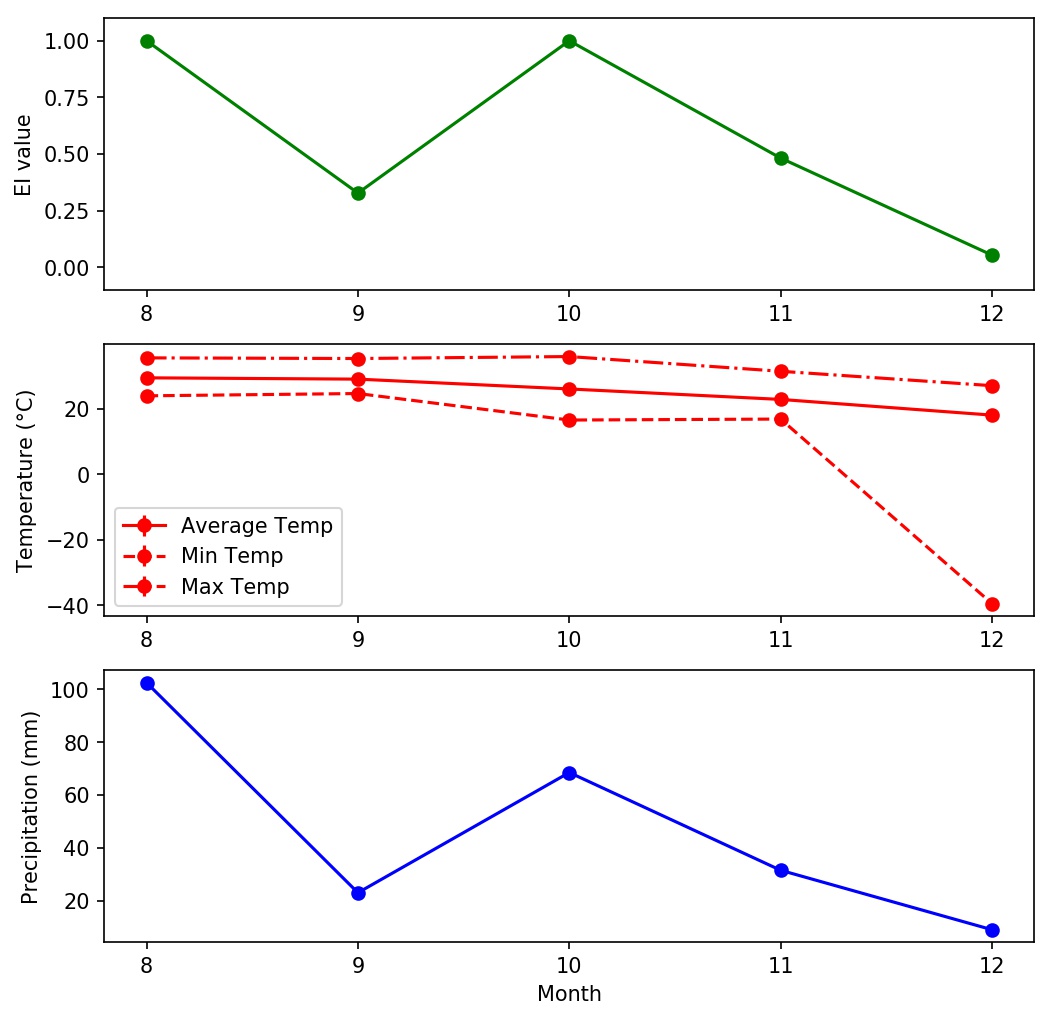 1.00
0.75
0.50
0.25
0.00
EI value
8 9 10 11 12
20
0
−20
−40
Temperature (°C)
Average Temp
Min Temp
Max Temp
8 9 10 11 12
100
80
60
40
20
Precipitation (mm)
8 9 10 11 12
Month